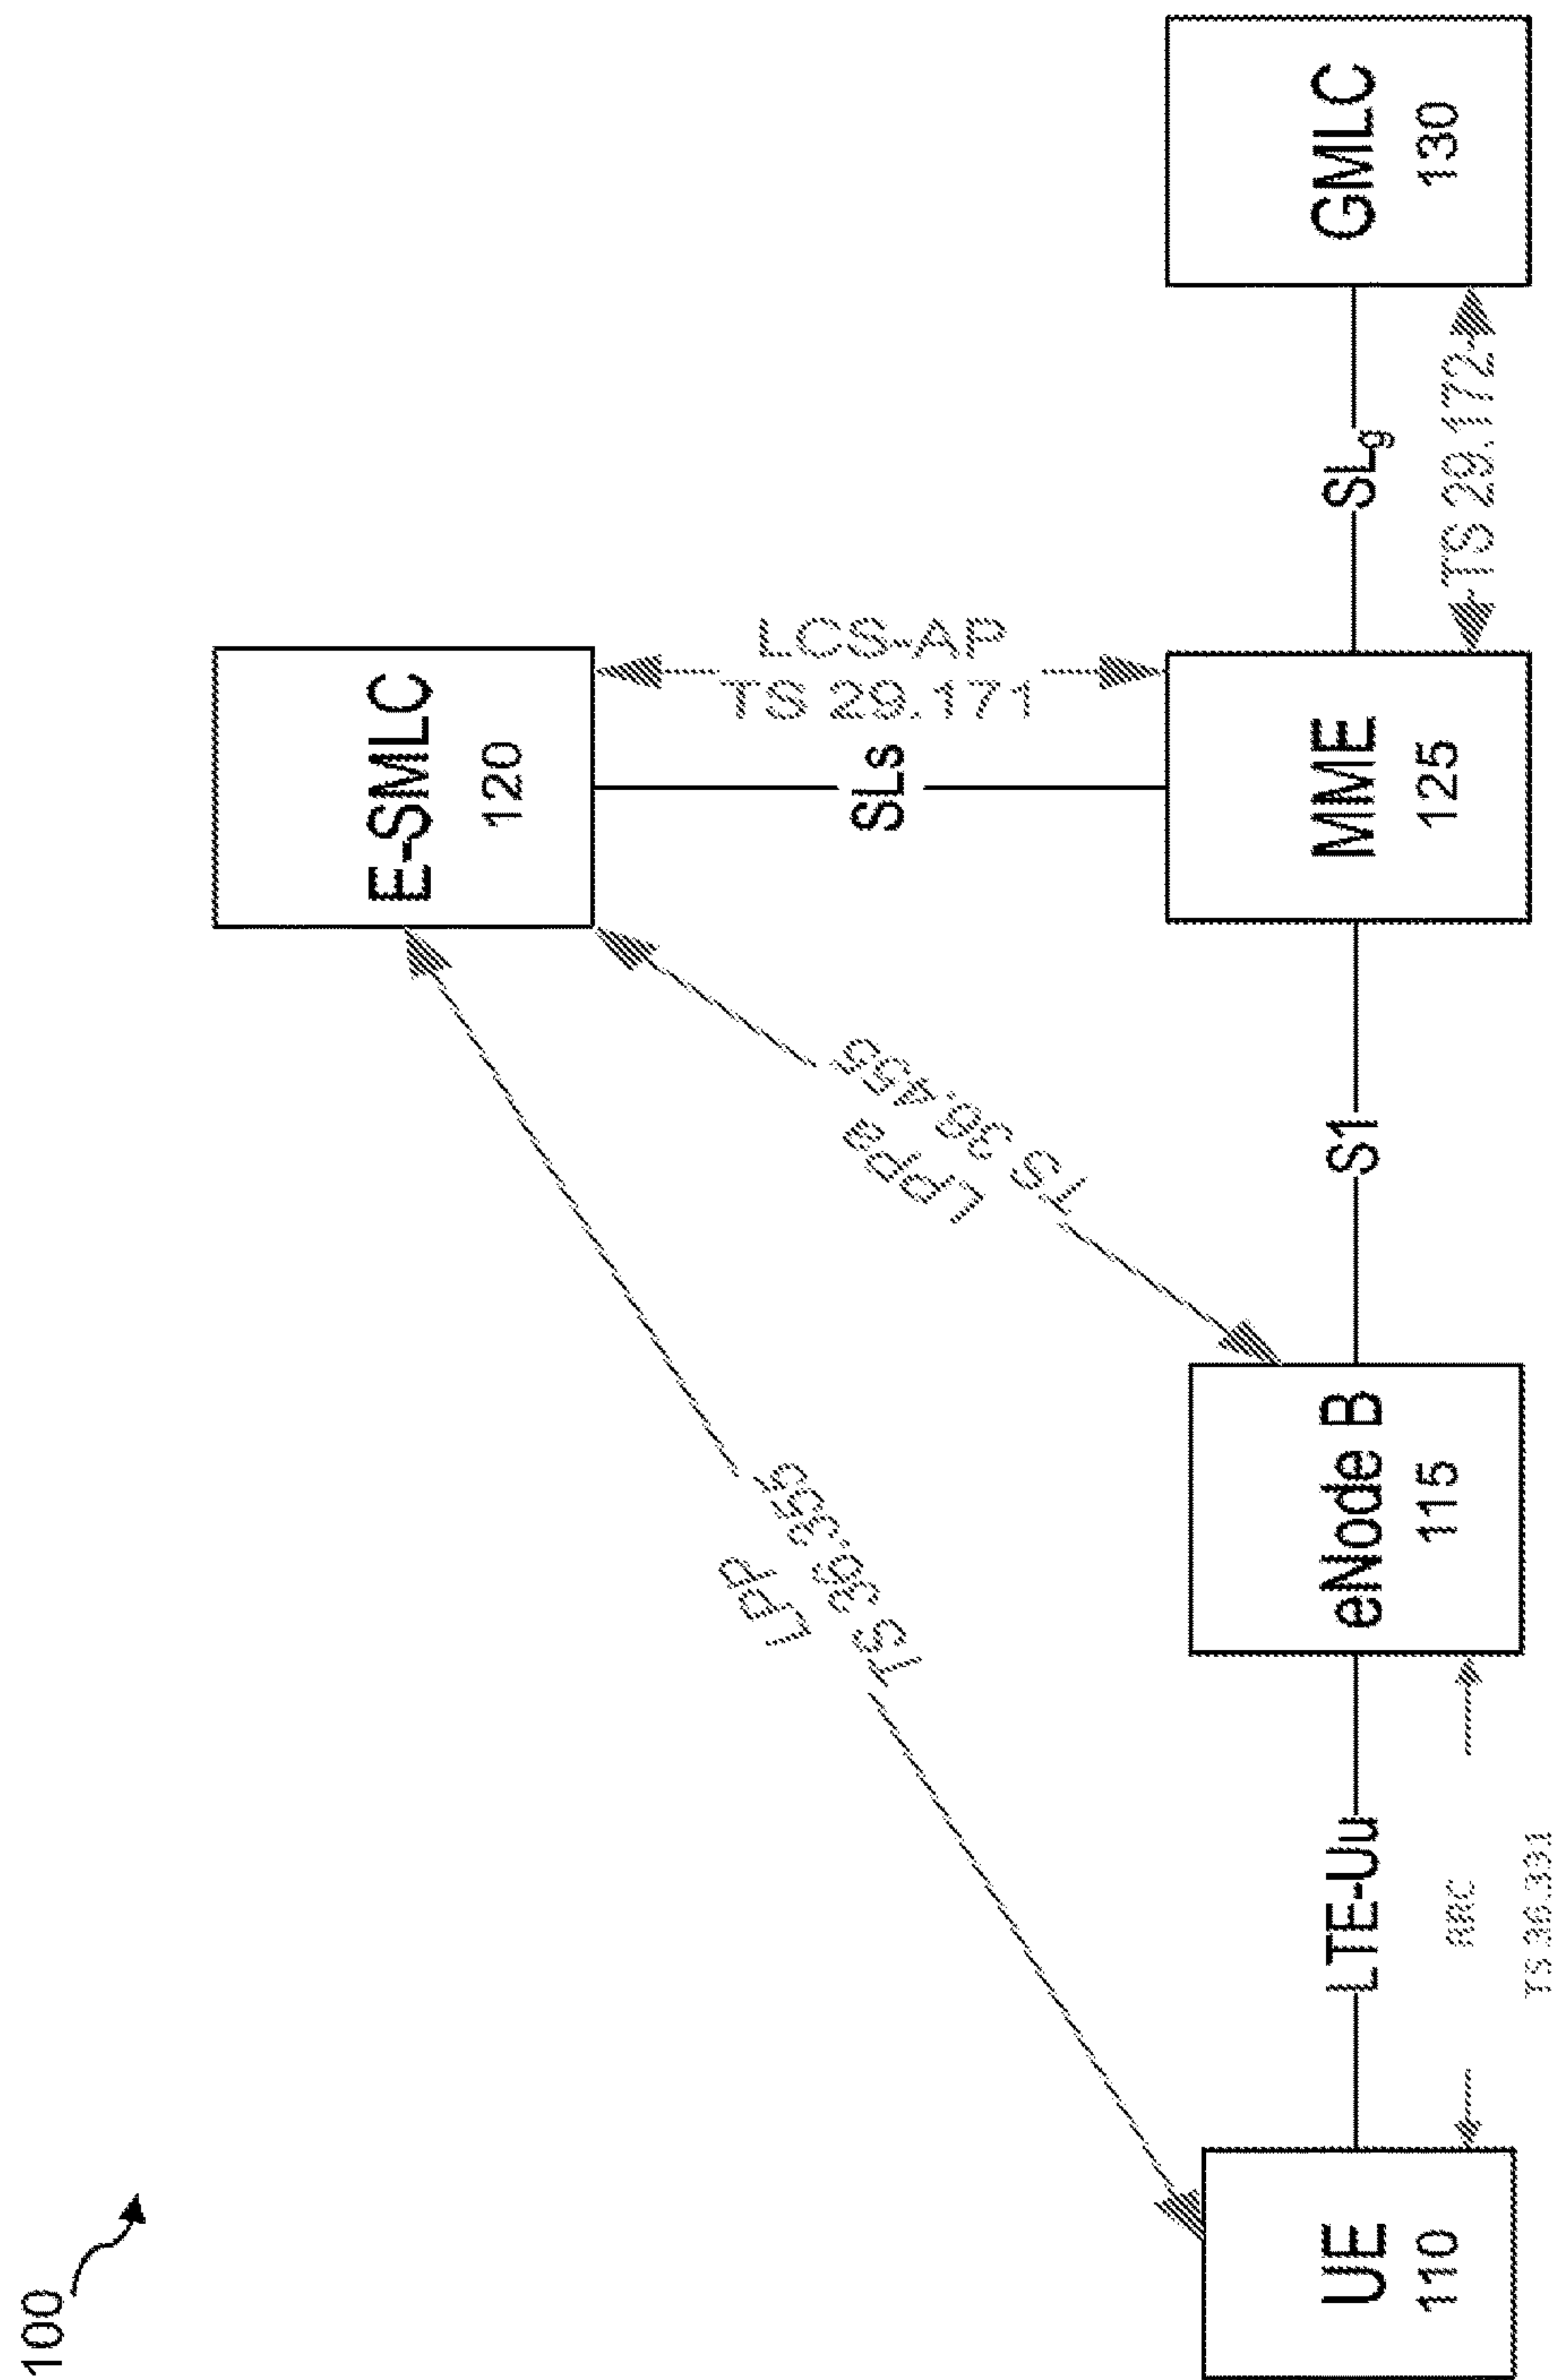 100
E-SMLC
120
LPP
TS 36.355
LPPa
TS 36.455
LCS-AP
TS 29.171
SLs
UE
110
LTE-Uu
RRC
TS 36.331
eNode B
115
S1
MME
125
SLg
TS 29.172
GMLC
130